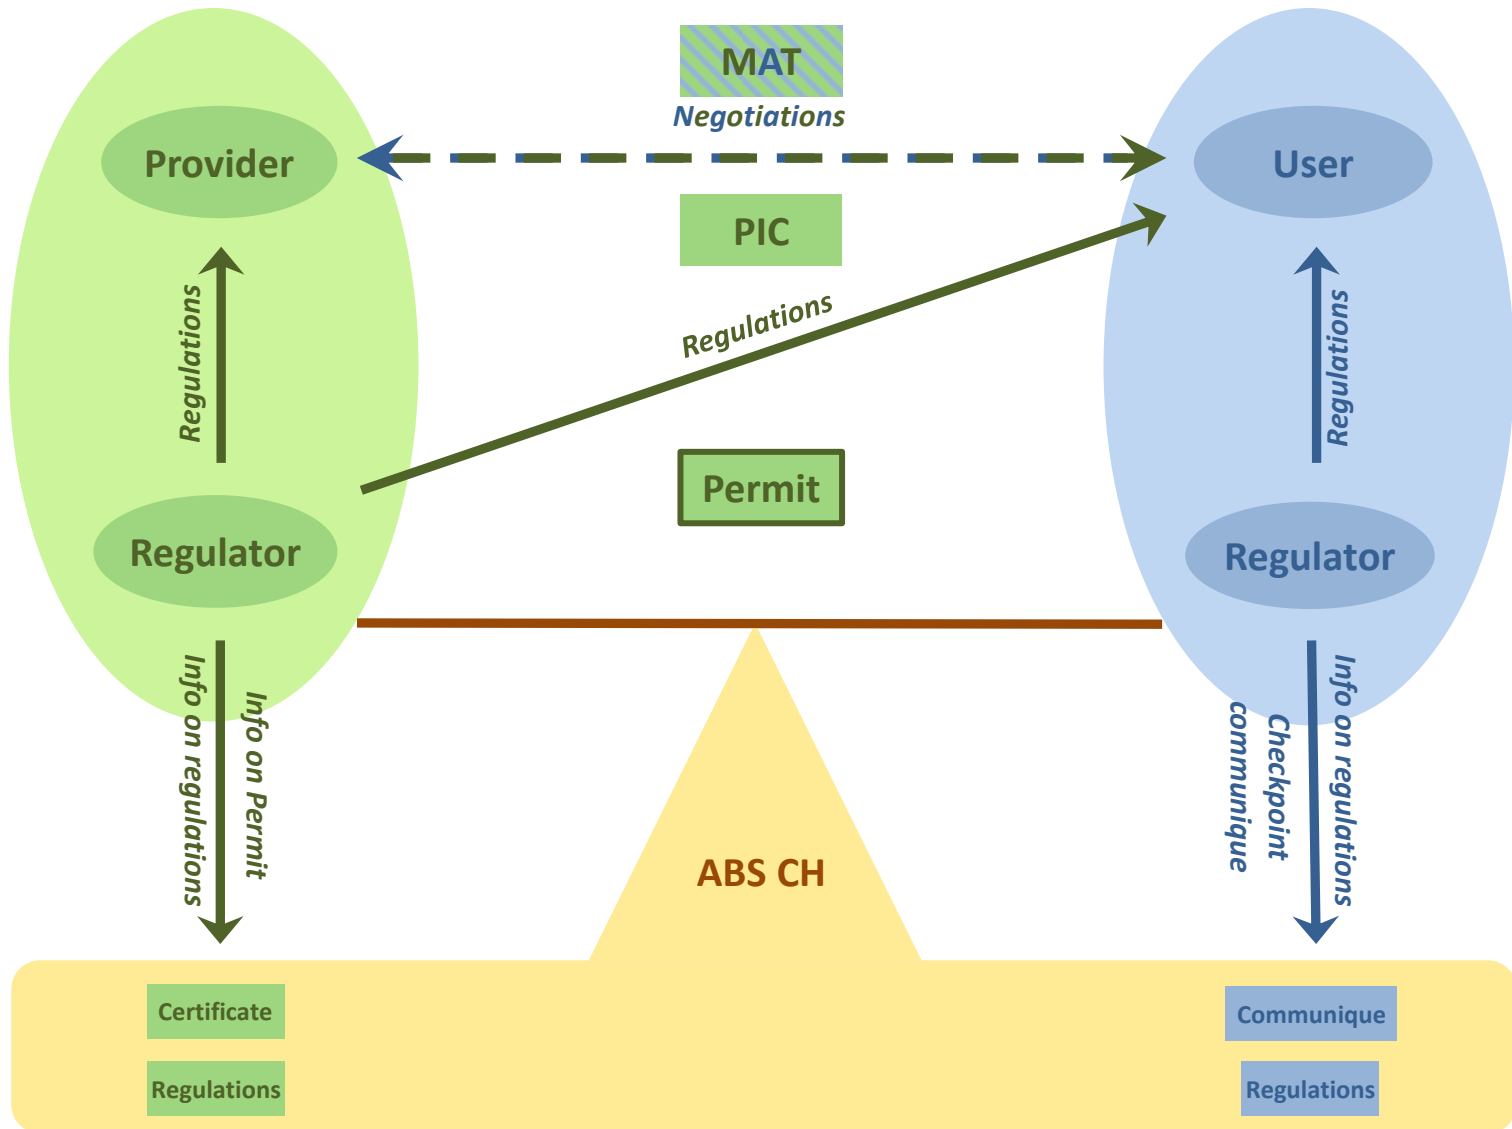 MAT
Negotiations
Provider
User
PIC
Regulations
Regulations
Regulations
Permit
Regulator
Regulator
Info on regulations
Info on Permit
Checkpoint
communique
Info on regulations
ABS CH
Certificate
Communique
Regulations
Regulations